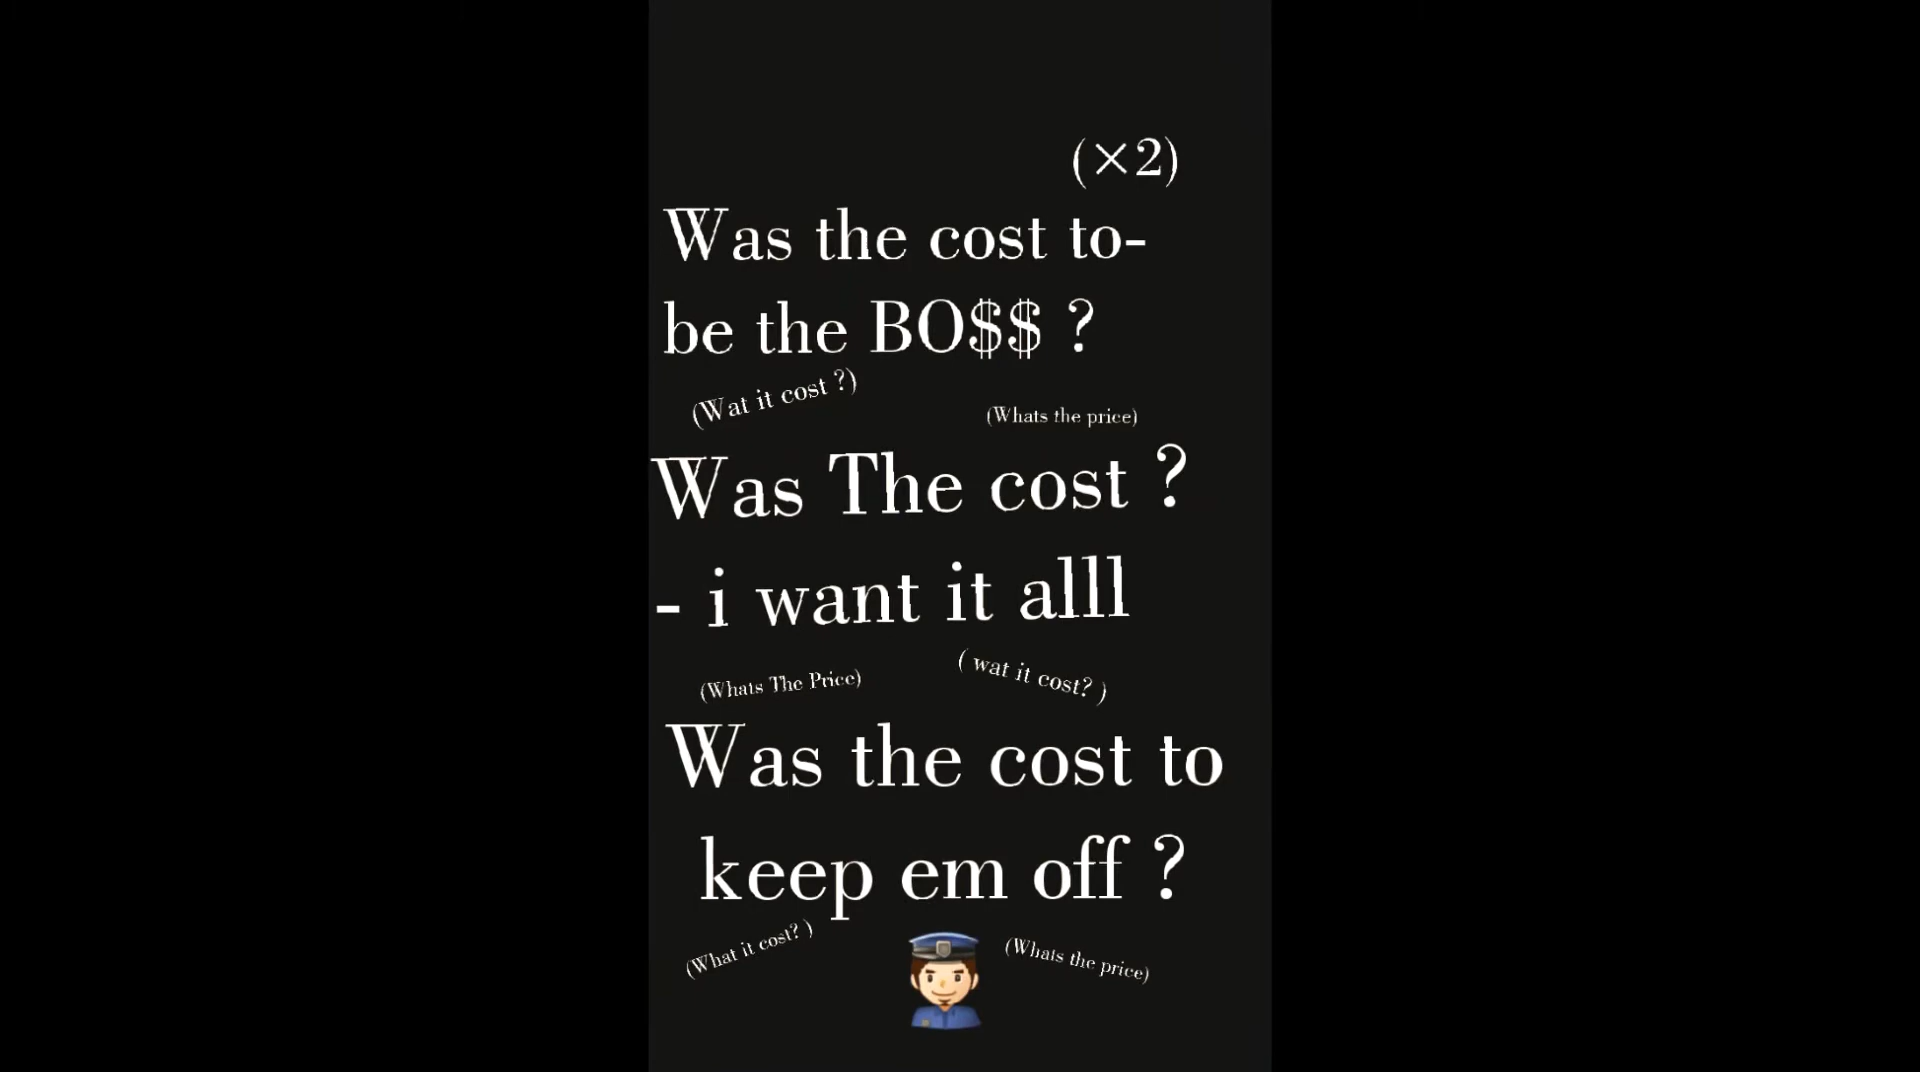 (×2)
Was the cost to-
be the BO$$ ?
(Wat it cost ?)
(Whats the price)
Was The cost ?
- i want it alll
(Whats The Price)
( wat it cost? )
Was the cost to
keep em off ?
(What it cost? )
(Whats the price)